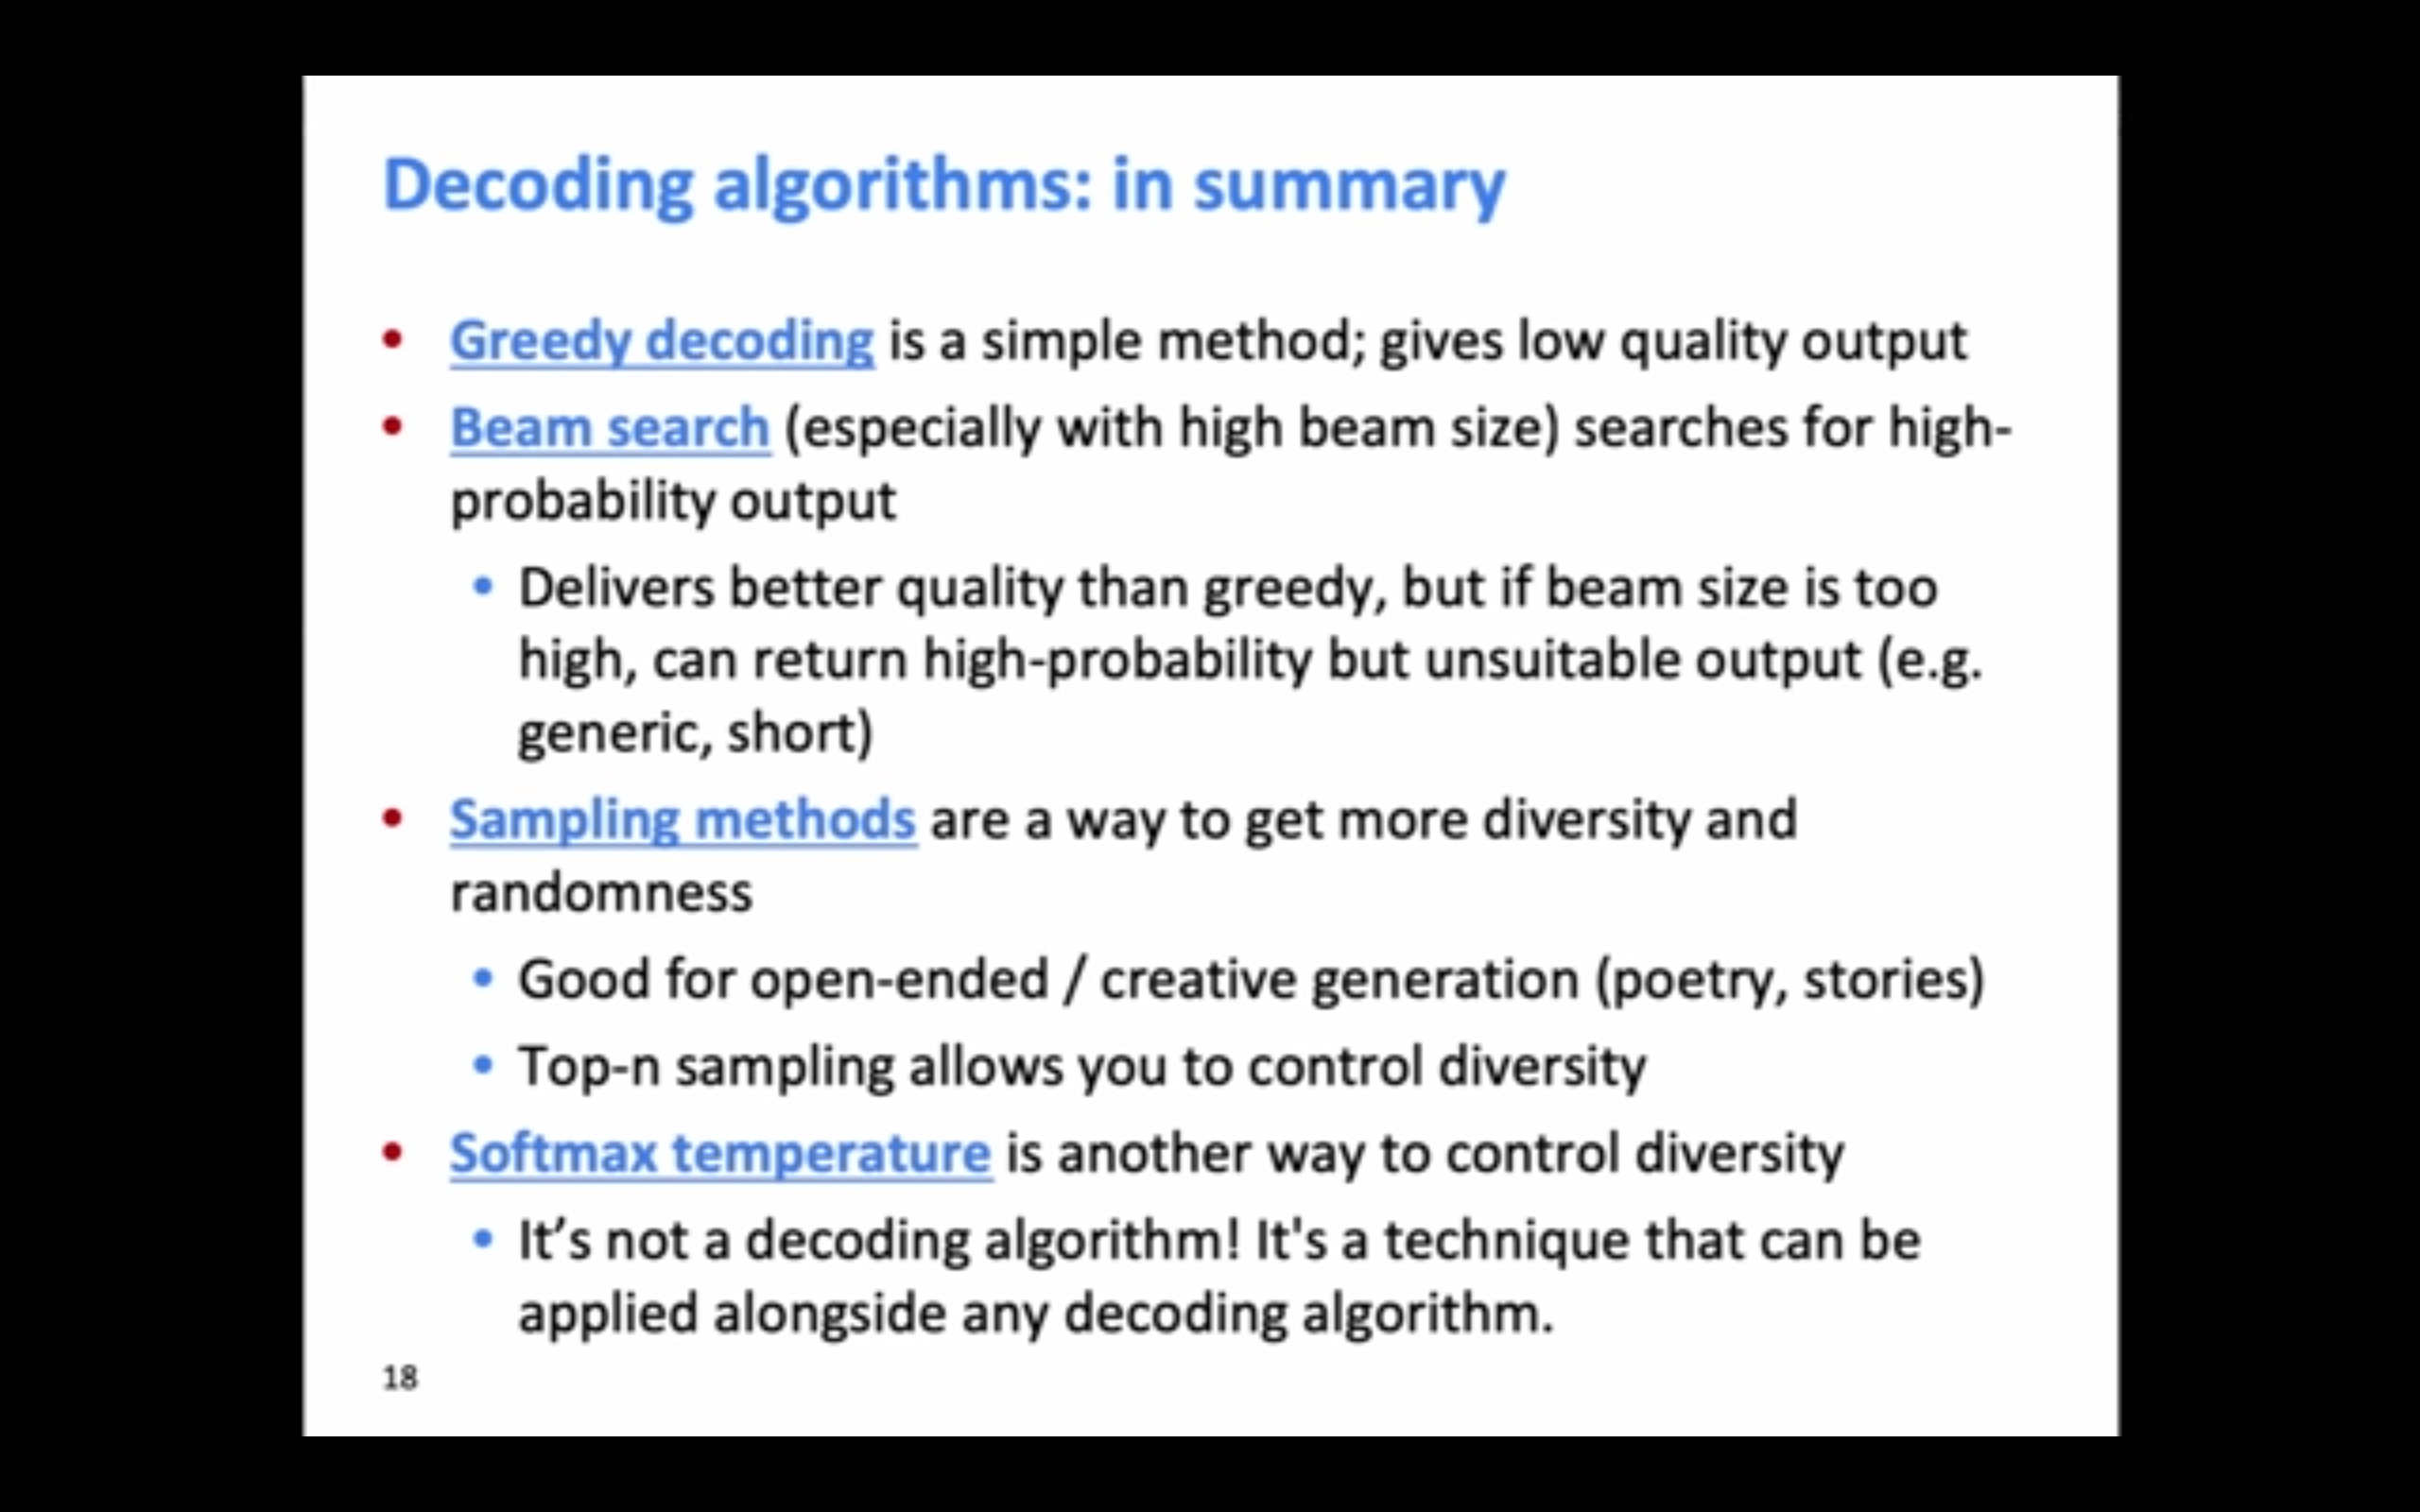 Decoding algorithms: in summary
• Greedy decoding is a simple method; gives low quality output
• Beam search (especially with high beam size) searches for high-
probability output
• Delivers better quality than greedy, but if beam size is too
high, can return high-probability but unsuitable output (e.g.
generic, short)
• Sampling methods are a way to get more diversity and
randomness
• Good for open-ended / creative generation (poetry, stories)
• Top-n sampling allows you to control diversity
• Softmax temperature is another way to control diversity
• It’s not a decoding algorithm! It's a technique that can be
applied alongside any decoding algorithm.
18